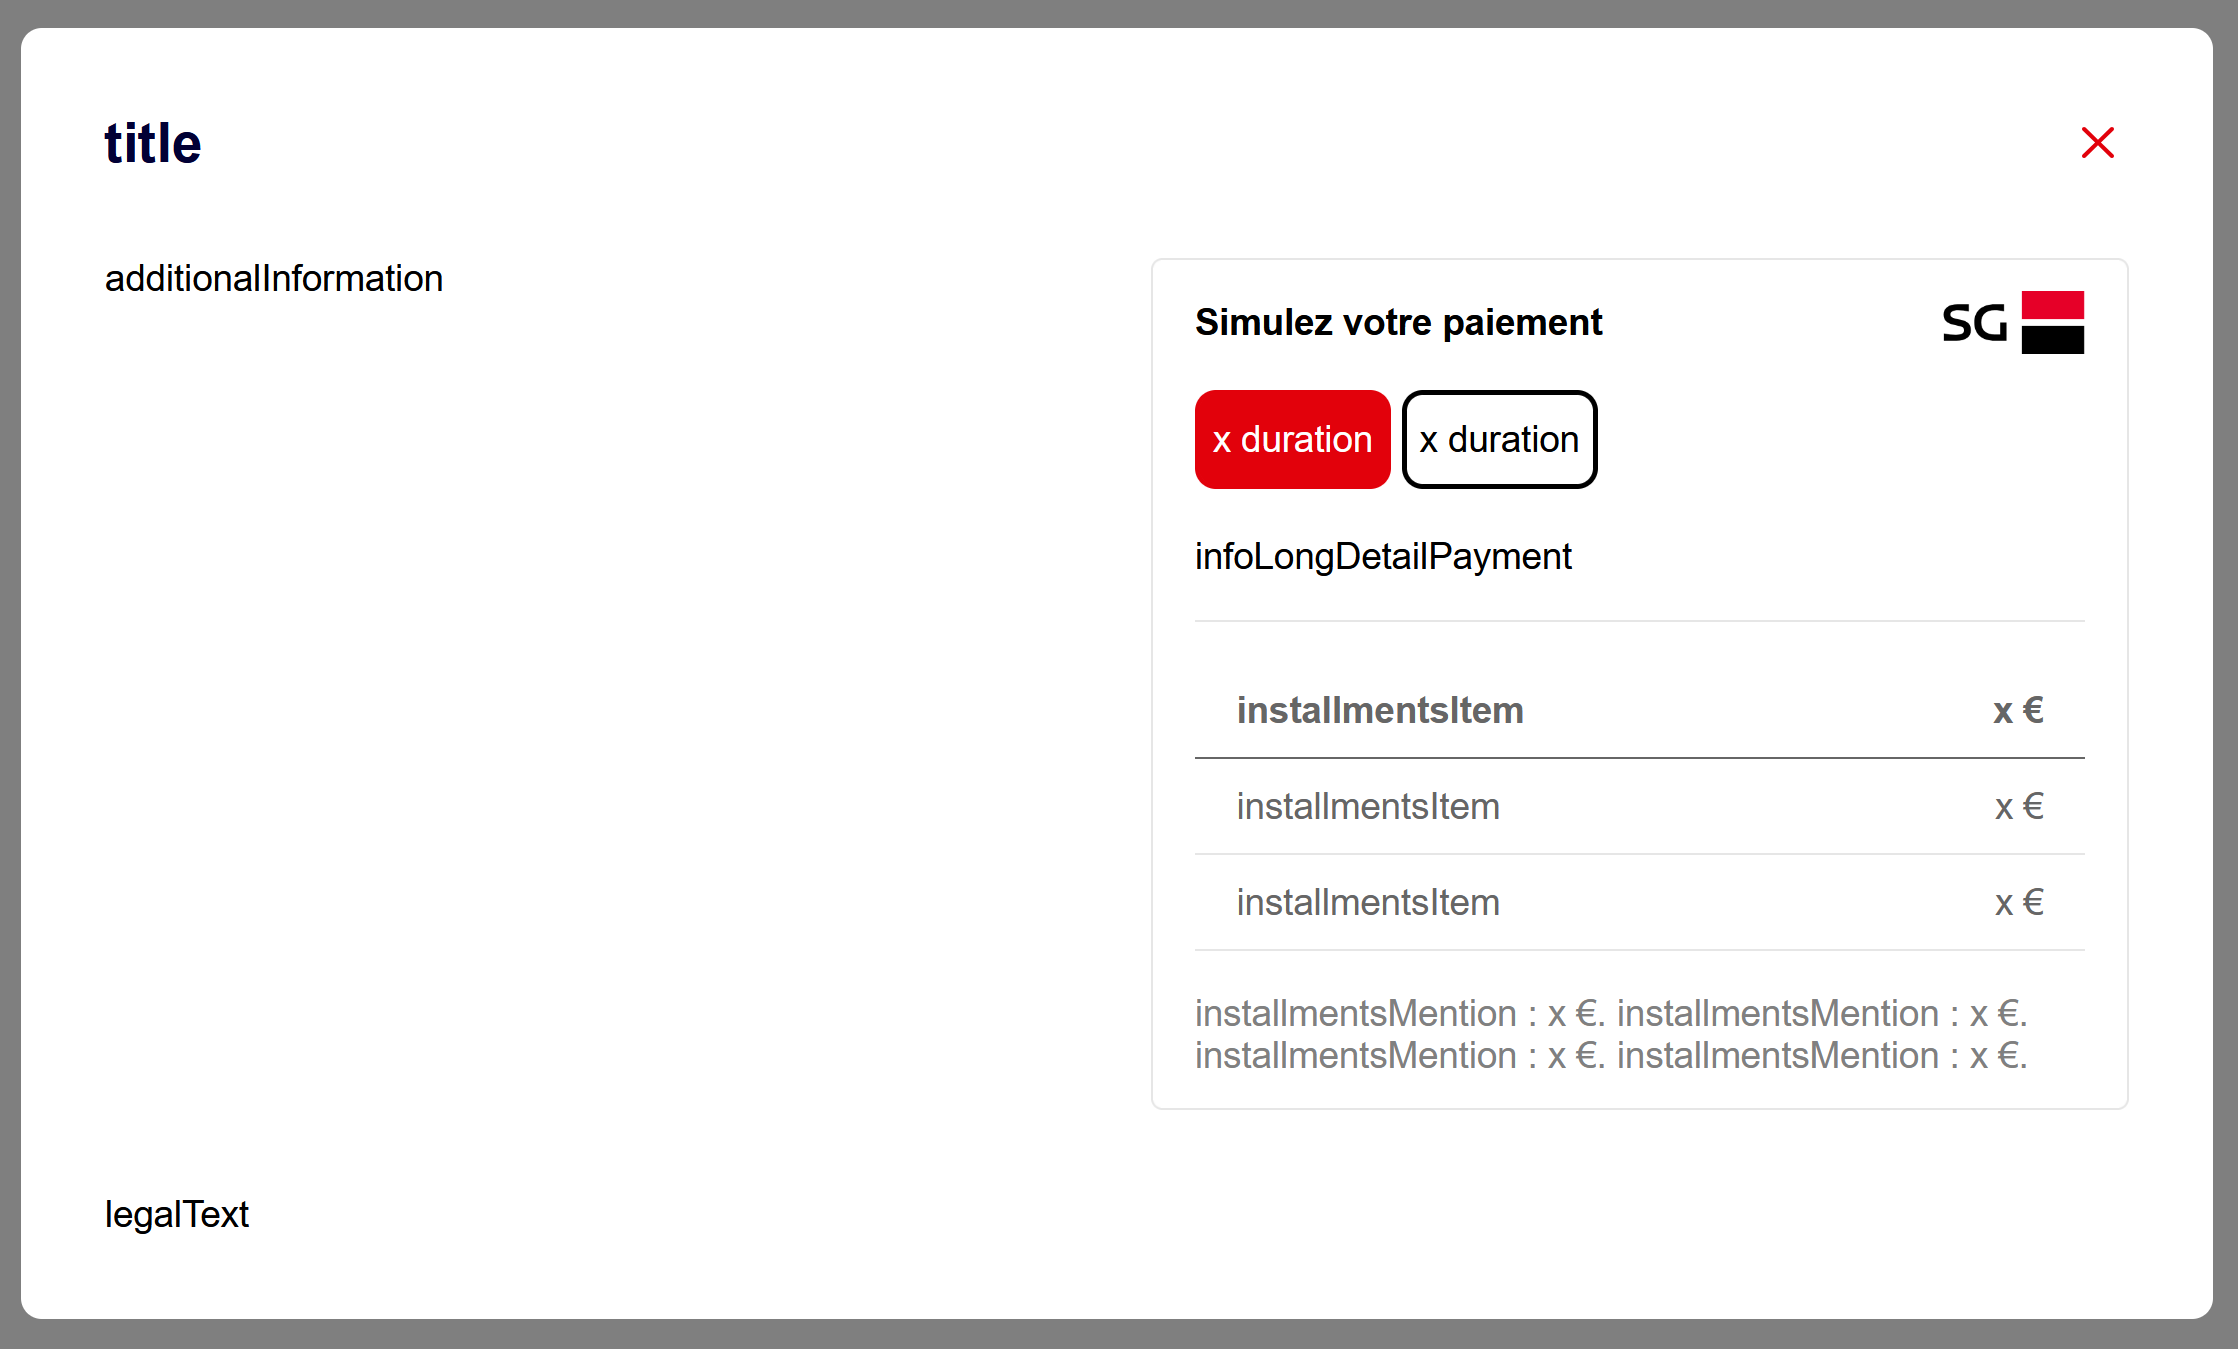 title
additionalInformation
Simulez votre paiement
SG
x duration
x duration
infoLongDetailPayment
installmentsItem x €
installmentsItem x €
installmentsItem x €
installmentsMention : x €. installmentsMention : x €.
installmentsMention : x €. installmentsMention : x €.
legalText